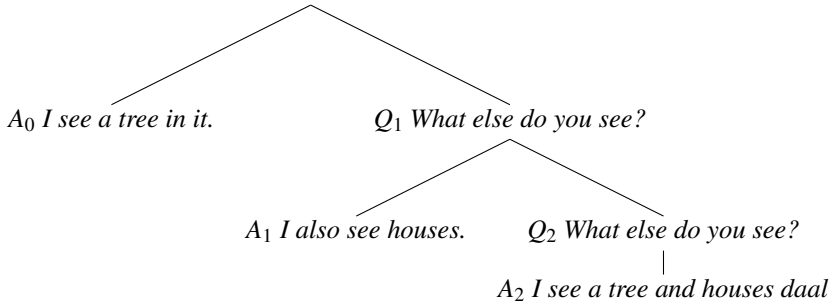 A₀ I see a tree in it. Q₁ What else do you see?
A₁ I also see houses. Q₂ What else do you see?
A₂ I see a tree and houses daal